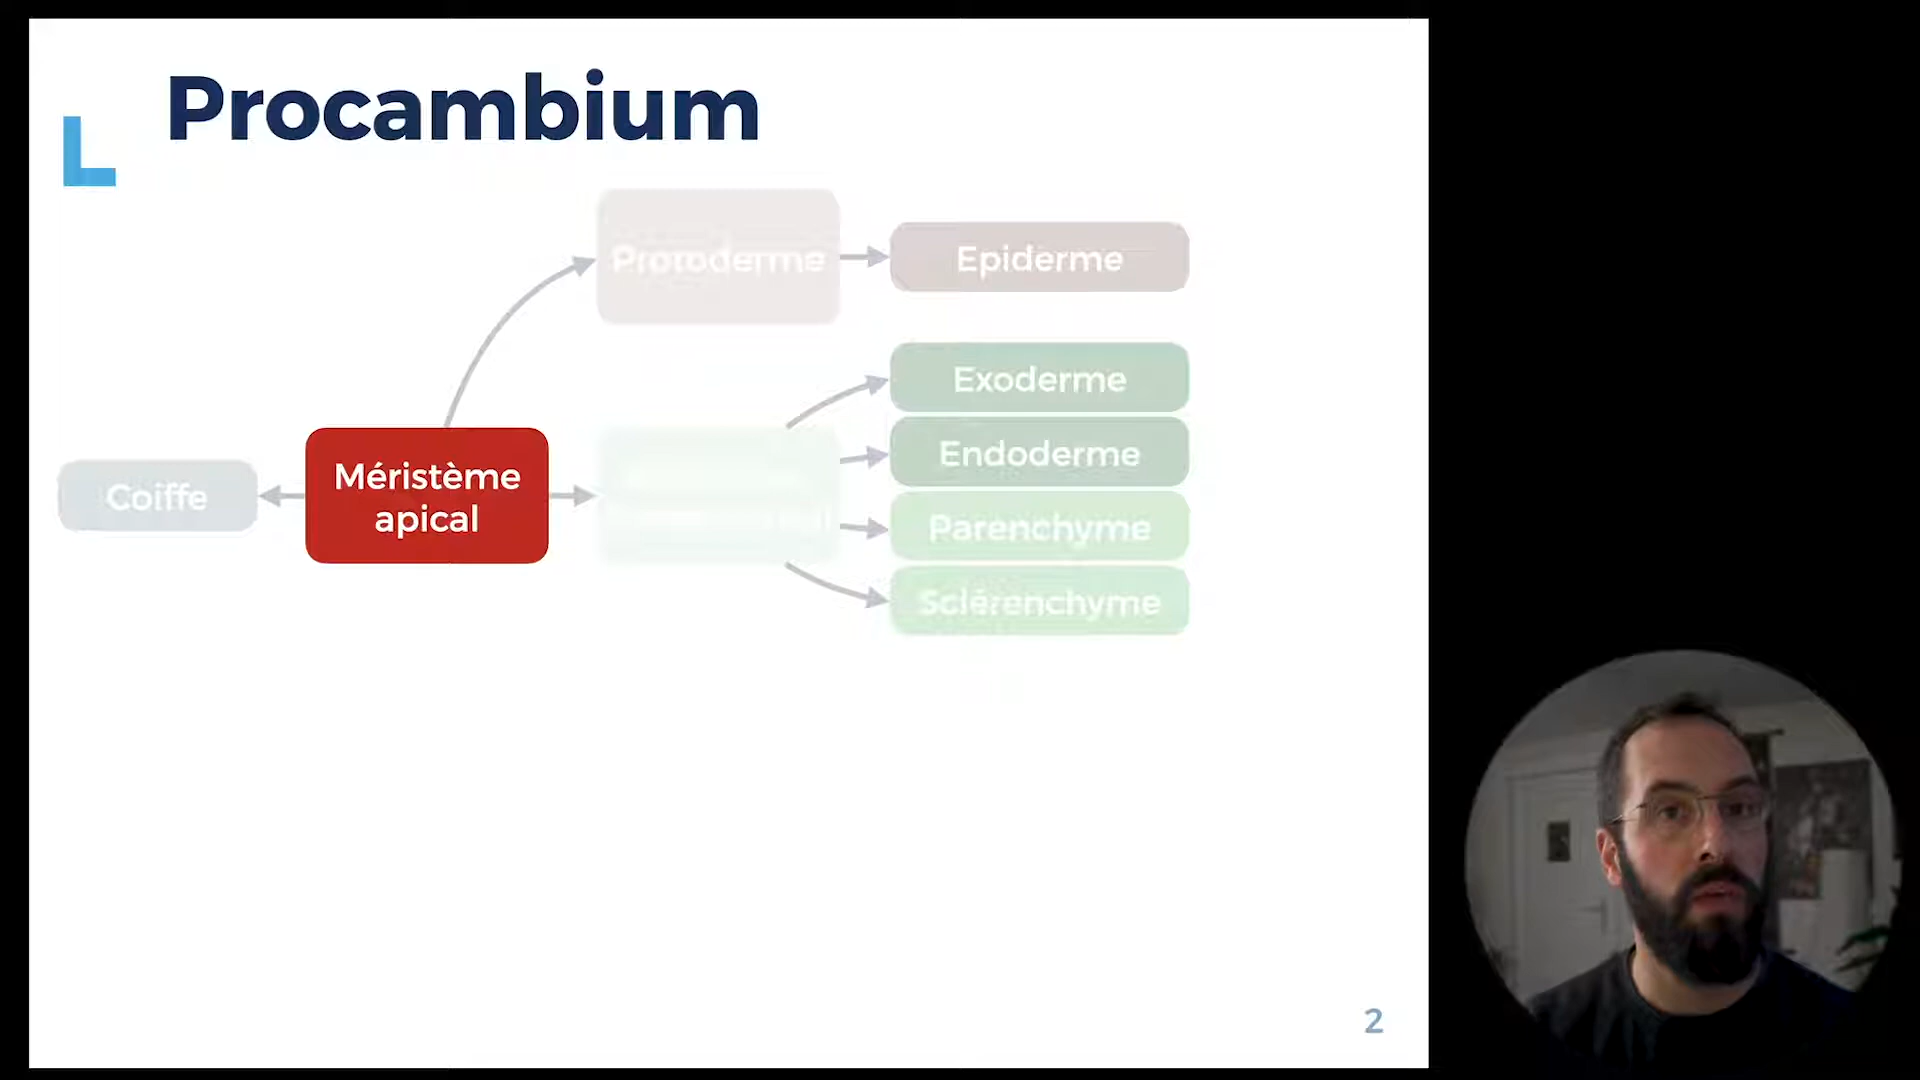 Procambium
Protoderme
Epiderme
Exoderme
Méristème
apical
Coiffe
Endoderme
Parenchyme
Sclérenchyme
2